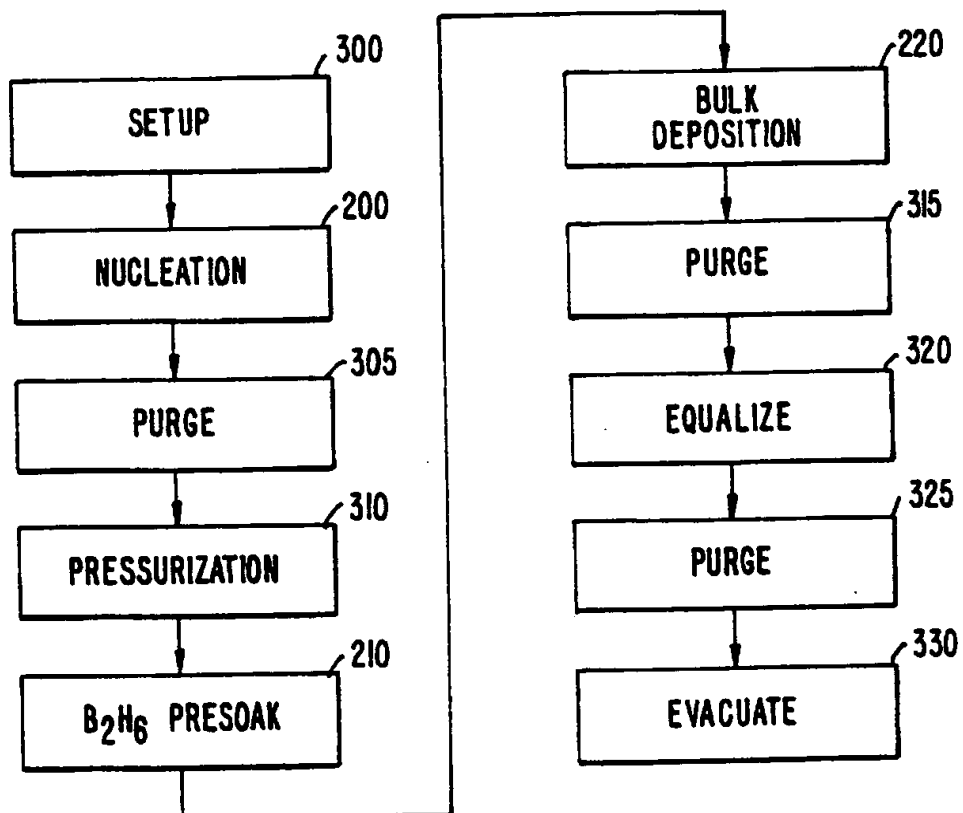 300
SETUP
200
NUCLEATION
305
PURGE
310
PRESSURIZATION
210
B₂H₆ PRESOAK
220
BULK
DEPOSITION
315
PURGE
320
EQUALIZE
325
PURGE
330
EVACUATE